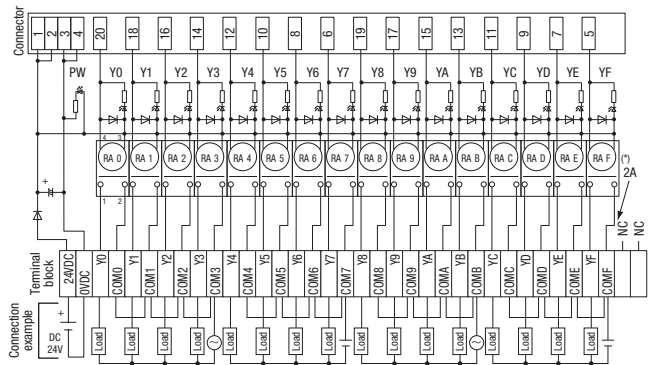 Connector
1 2 3 4 20 18 16 14 12 10 8 6 19 17 15 13 11 9 7 5
PW Y0 Y1 Y2 Y3 Y4 Y5 Y6 Y7 Y8 Y9 YA YB YC YD YE YF
4 3
RA 0 RA 1 RA 2 RA 3 RA 4 RA 5 RA 6 RA 7 RA 8 RA 9 RA A RA B RA C RA D RA E RA F
(*)
2A
+
1 2
Terminal
block
24VDC 0VDC Y0 COM0 Y1 COM1 Y2 COM2 Y3 COM3 Y4 COM4 Y5 COM5 Y6 COM6 Y7 COM7 Y8 COM8 Y9 COM9 YA COMA YB COMB YC COMC YD COMD YE COME YF COMF NC NC
Connection
example
+
DC
24V
Load Load Load Load Load Load Load Load Load Load Load Load Load Load Load Load